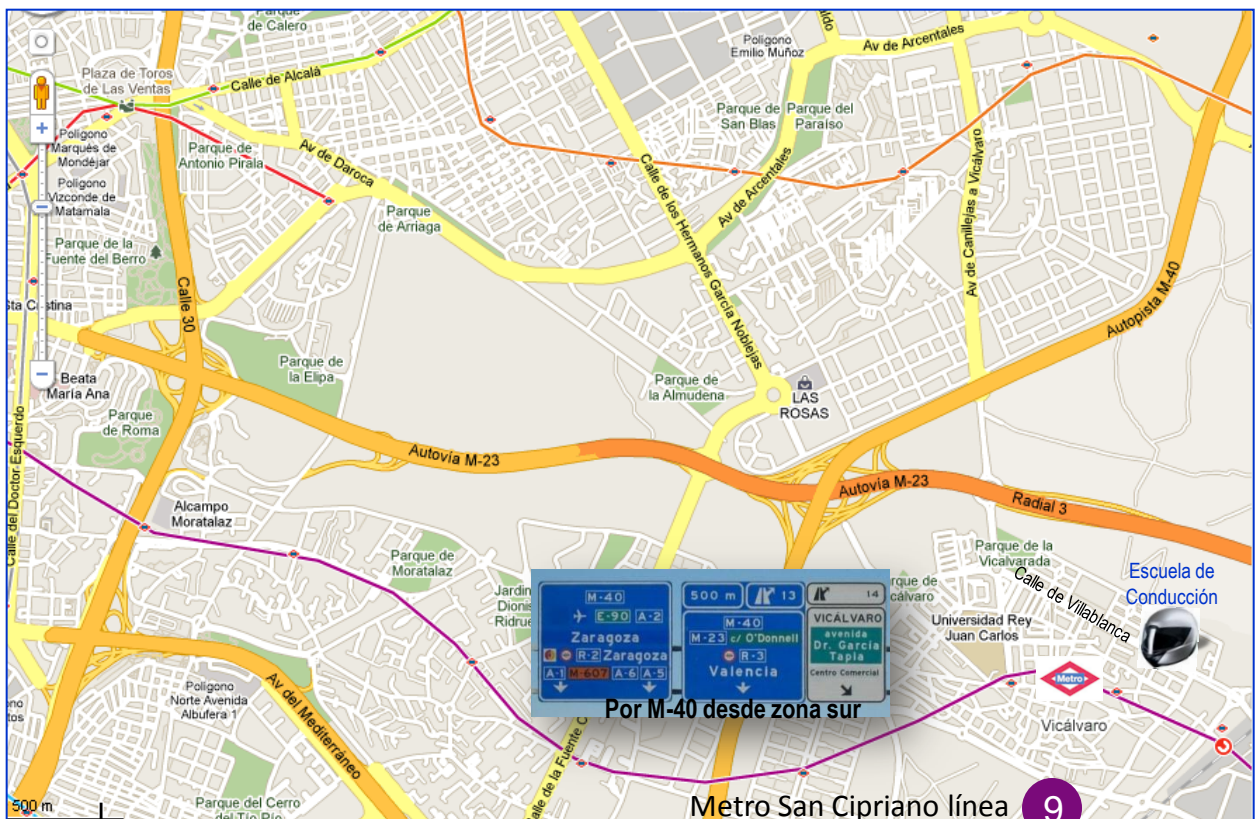 Parque
de Calero
Polígono
Emilio Muñoz
Av de Arcentales
Plaza de Toros
de Las Ventas
Calle de Alcalá
Parque de
San Blas
Parque del
Paraíso
Polígono
Marqués de
Mondéjar
Parque de
Antonio Pirala
Av de Daroca
Calle de los Hermanos García Noblejas
Av de Arcentales
Av de Canillejas a Vicálvaro
Polígono
Vizconde de
Matamala
Parque
de Arriaga
Parque de la
Fuente del Berro
Calle 30
Autopista M-40
Parque de
la Elipa
Parque de
la Almudena
LAS
ROSAS
Beata
María Ana
Parque
de Roma
Calle del Doctor Esquerdo
Autovía M-23
Autovía M-23
Radial 3
Alcampo
Moratalaz
Parque de
Moratalaz
Parque de la
Vicalvarada
Calle de Villablanca
Escuela de
Conducción
Universidad Rey
Juan Carlos
M-40
E-90 A-2
Zaragoza
R-2 Zaragoza
A-1 M-607 A-6 A-5
500 m 13
M-40
M-23 c/ O'Donnell
R-3
Valencia
14
VICÁLVARO
avenida
Dr. García
Tapia
Centro Comercial
Por M-40 desde zona sur
Metro
Vicálvaro
Polígono
Norte Avenida
Albufera 1
Av del Mediterráneo
500 m
Parque del Cerro
del Tío Pío
Metro San Cipriano línea 9